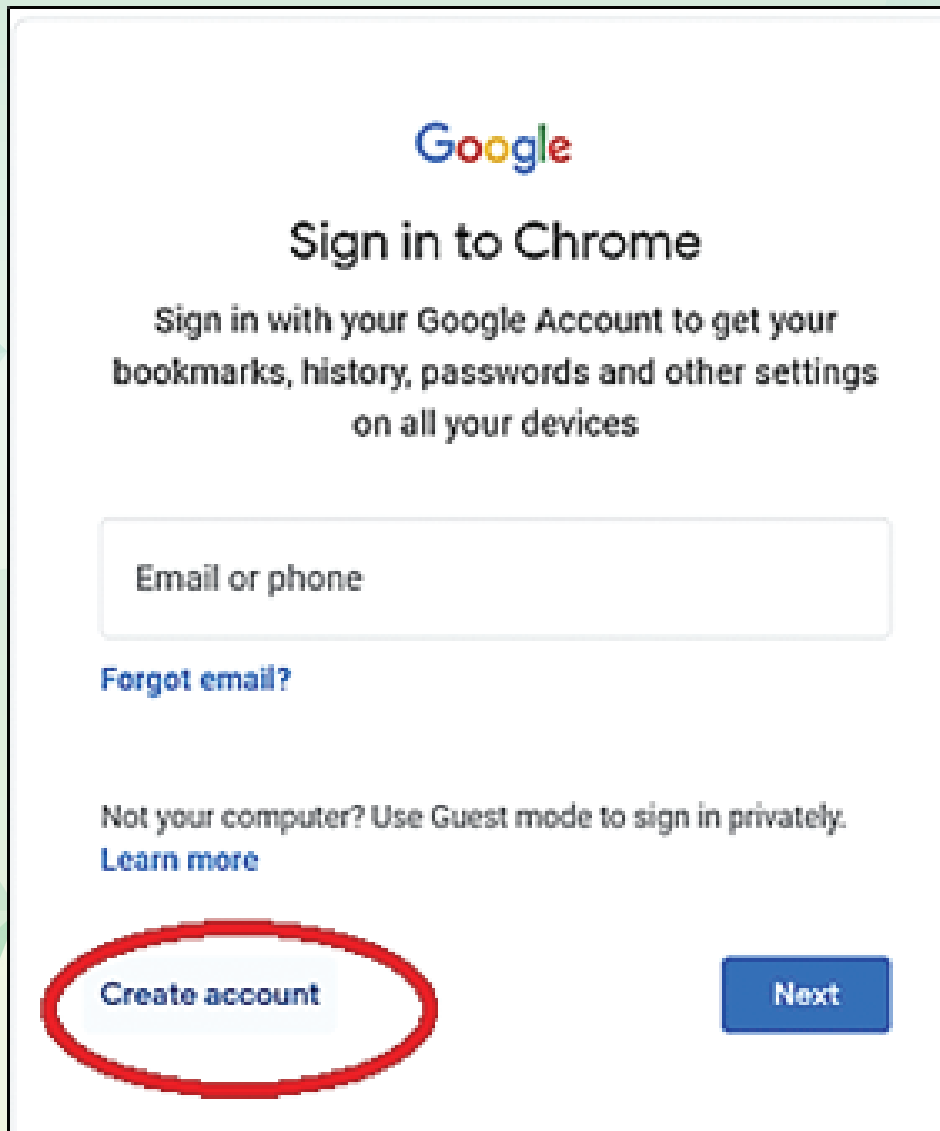 Google
Sign in to Chrome
Sign in with your Google Account to get your
bookmarks, history, passwords and other settings
on all your devices
Email or phone
Forgot email?
Not your computer? Use Guest mode to sign in privately.
Learn more
Create account
Next